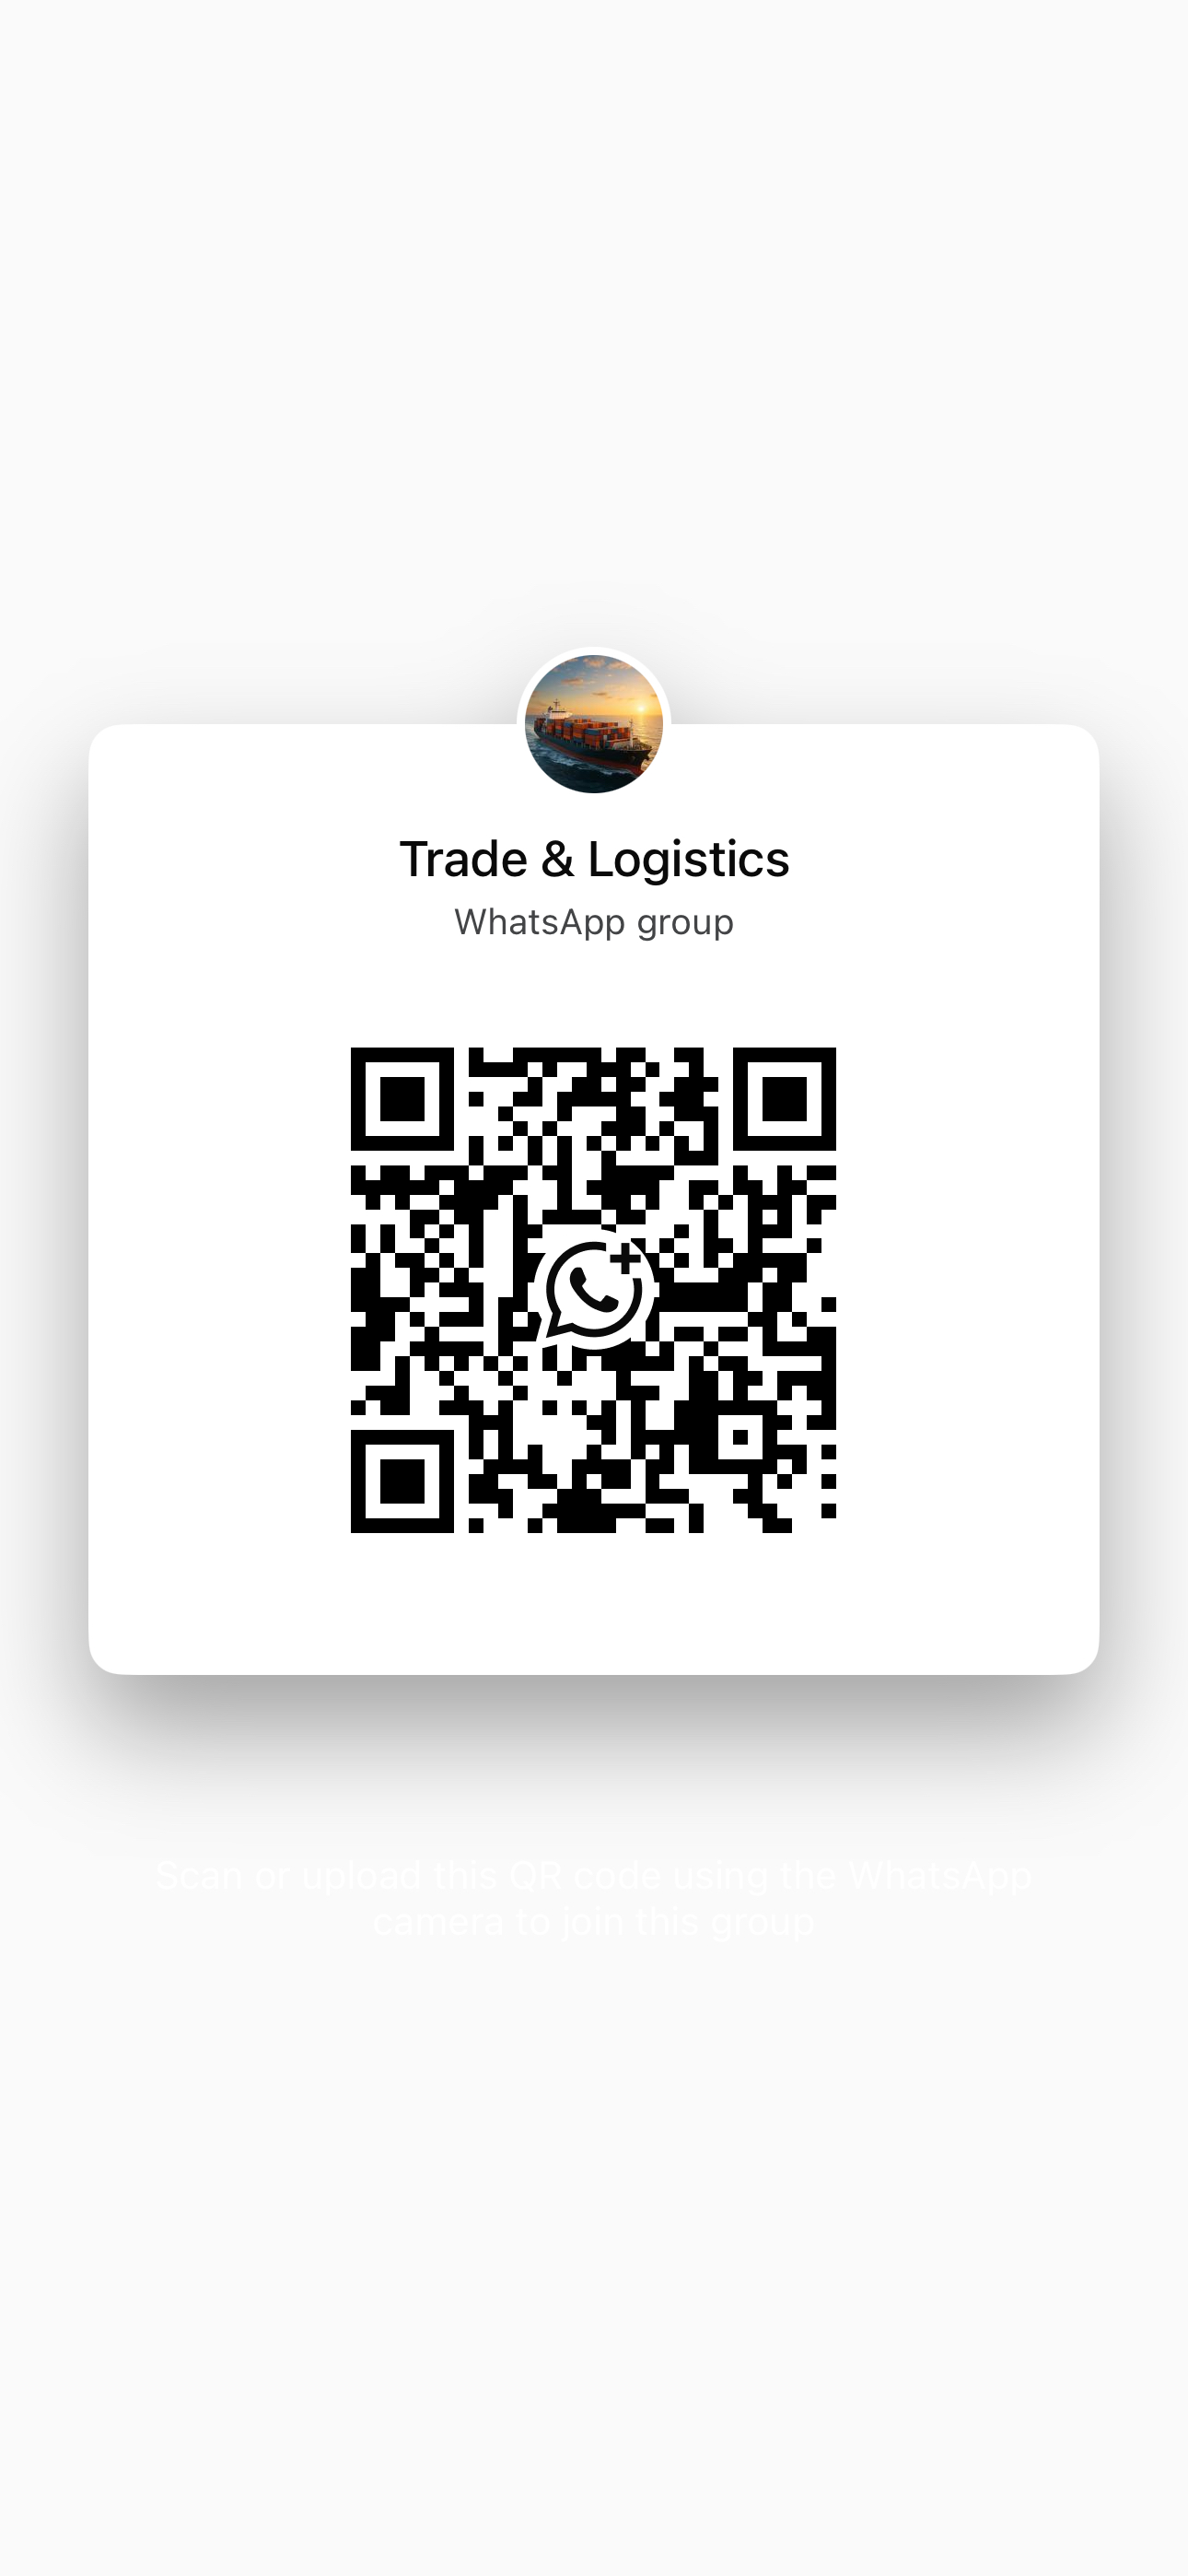 Trade & Logistics
WhatsApp group
Scan or upload this QR code using the WhatsApp
camera to join this group